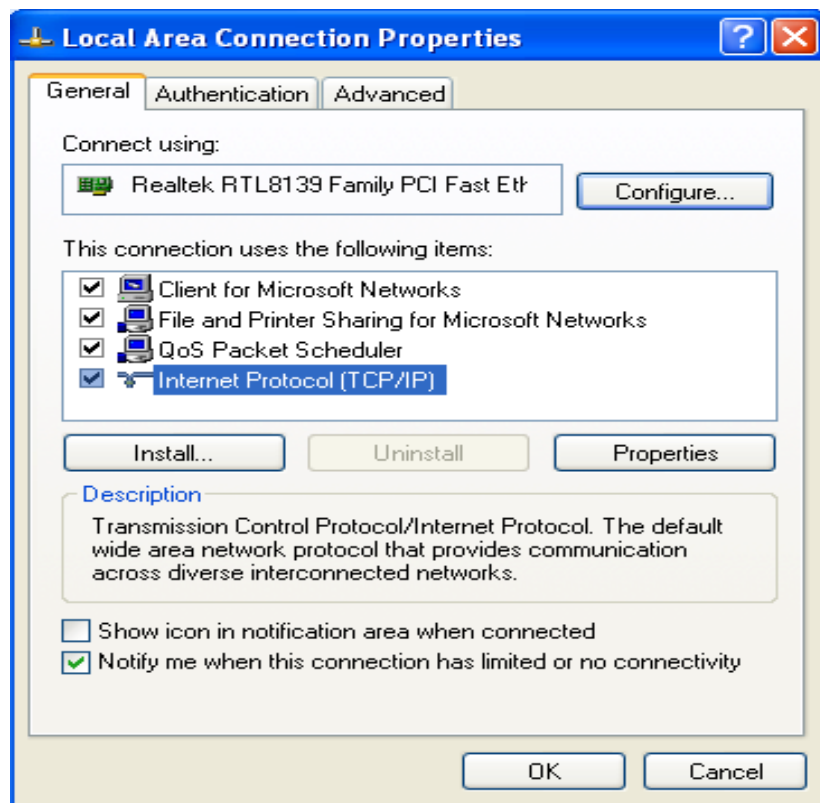 Local Area Connection Properties
General Authentication Advanced
Connect using:
Realtek RTL8139 Family PCI Fast Eth
Configure...
This connection uses the following items:
Client for Microsoft Networks
File and Printer Sharing for Microsoft Networks
QoS Packet Scheduler
Internet Protocol (TCP/IP)
Install... Uninstall Properties
Description
Transmission Control Protocol/Internet Protocol. The default
wide area network protocol that provides communication
across diverse interconnected networks.
Show icon in notification area when connected
Notify me when this connection has limited or no connectivity
OK Cancel